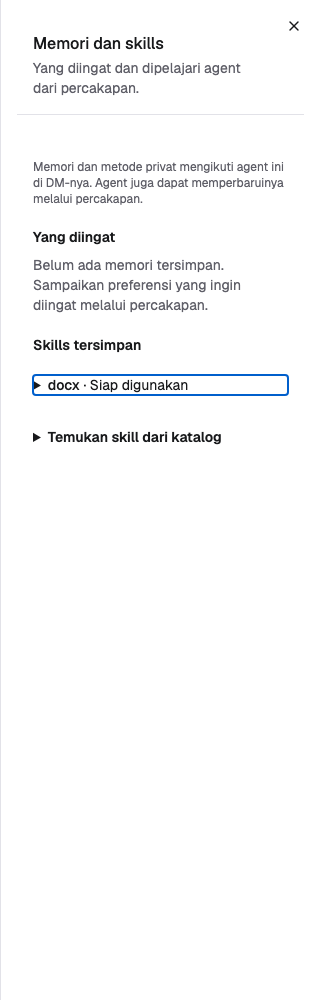 Memori dan skills
Yang diingat dan dipelajari agent
dari percakapan.
Memori dan metode privat mengikuti agent ini
di DM-nya. Agent juga dapat memperbaruinya
melalui percakapan.
Yang diingat
Belum ada memori tersimpan.
Sampaikan preferensi yang ingin
diingat melalui percakapan.
Skills tersimpan
docx · Siap digunakan
Temukan skill dari katalog